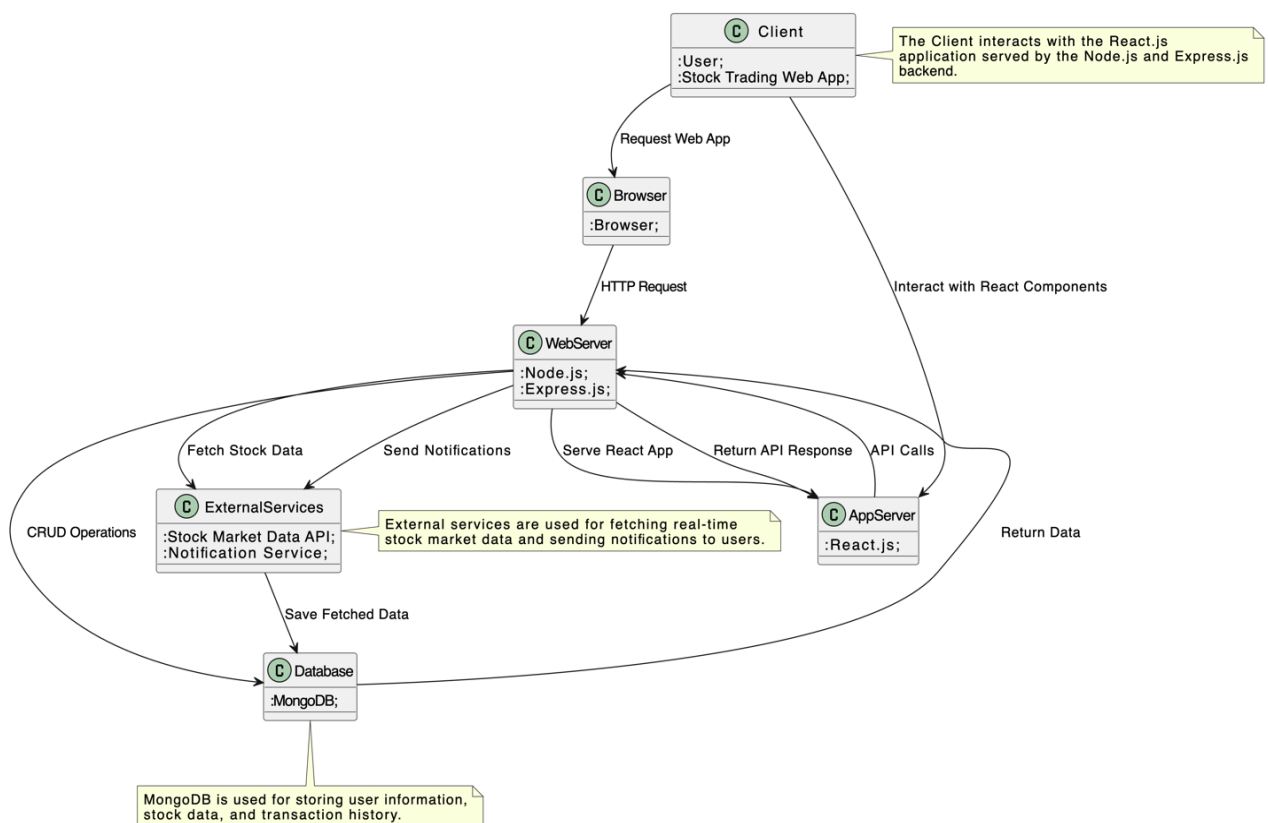 C Client
:User;
:Stock Trading Web App;
The Client interacts with the React.js
application served by the Node.js and Express.js
backend.
Request Web App
C Browser
:Browser;
HTTP Request
Interact with React Components
C WebServer
:Node.js;
:Express.js;
Fetch Stock Data
Send Notifications
Serve React App
Return API Response
API Calls
C ExternalServices
:Stock Market Data API;
:Notification Service;
External services are used for fetching real-time
stock market data and sending notifications to users.
C AppServer
:React.js;
CRUD Operations
Return Data
Save Fetched Data
C Database
:MongoDB;
MongoDB is used for storing user information,
stock data, and transaction history.